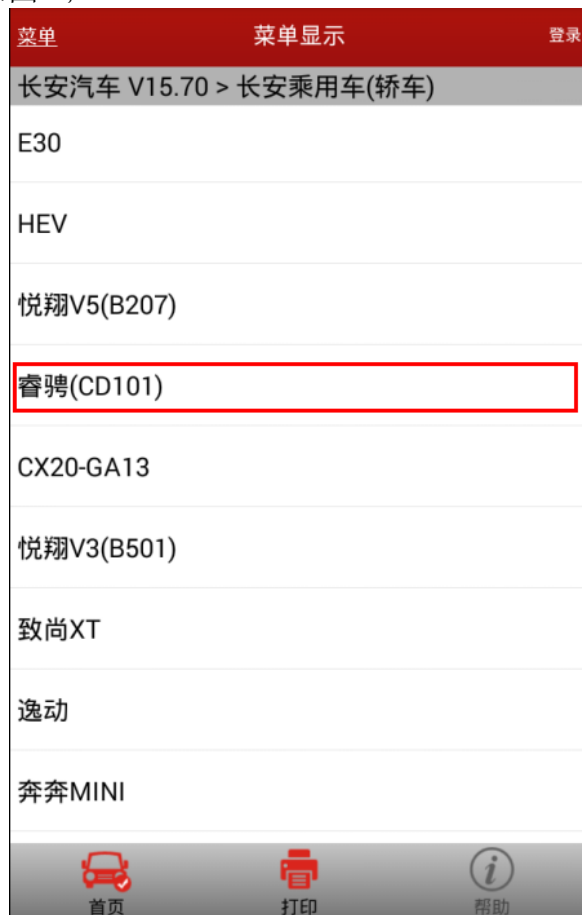 菜单 菜单显示 登录
长安汽车 V15.70 > 长安乘用车(轿车)
E30
HEV
悦翔V5(B207)
睿骋(CD101)
CX20-GA13
悦翔V3(B501)
致尚XT
逸动
奔奔MINI
首页 打印 帮助